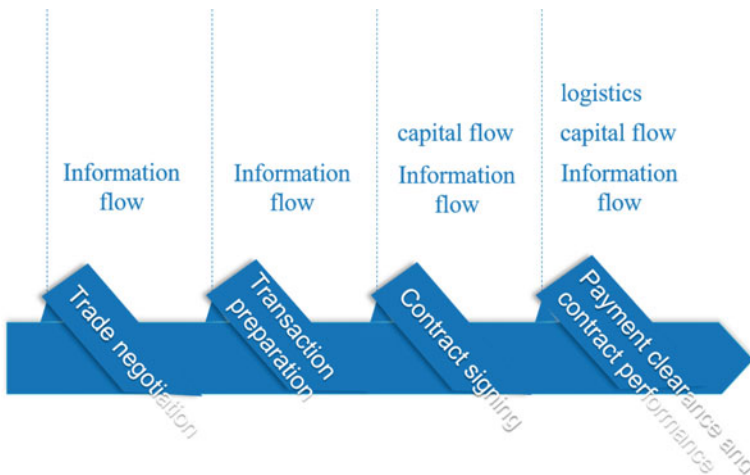 Information
flow
Information
flow
capital flow
Information
flow
logistics
capital flow
Information
flow
Trade negotiation
Transaction
preparation
Contract signing
Payment clearance and
contract performance